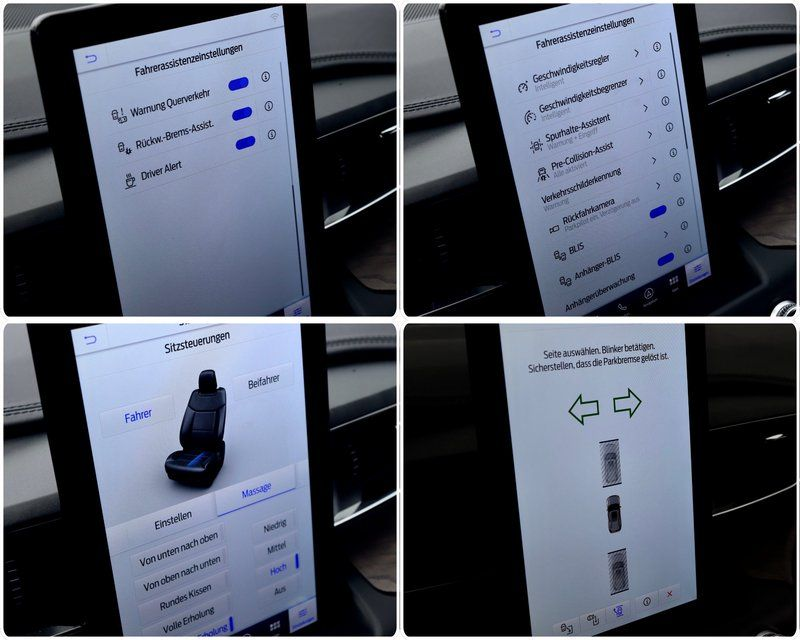 Fahrerassistenzeinstellungen
Warnung Querverkehr
Rückw.-Brems-Assist.
Driver Alert
Fahrerassistenzeinstellungen
Geschwindigkeitsregler
Intelligent
Geschwindigkeitsbegrenzer
Intelligent
Spurhalte-Assistent
Warnung + Eingriff
Pre-Collision-Assist
Alle aktiviert
Verkehrsschilderkennung
Warnung
Rückfahrkamera
Parkpilot ein, Verzögerung aus
BLIS
Anhänger-BLIS
Anhängerüberwachung
Sitzsteuerungen
Fahrer
Beifahrer
Einstellen
Massage
Von unten nach oben
Niedrig
Von oben nach unten
Mittel
Rundes Kissen
Hoch
Volle Erholung
Aus
Seite auswählen. Blinker betätigen.
Sicherstellen, dass die Parkbremse gelöst ist.